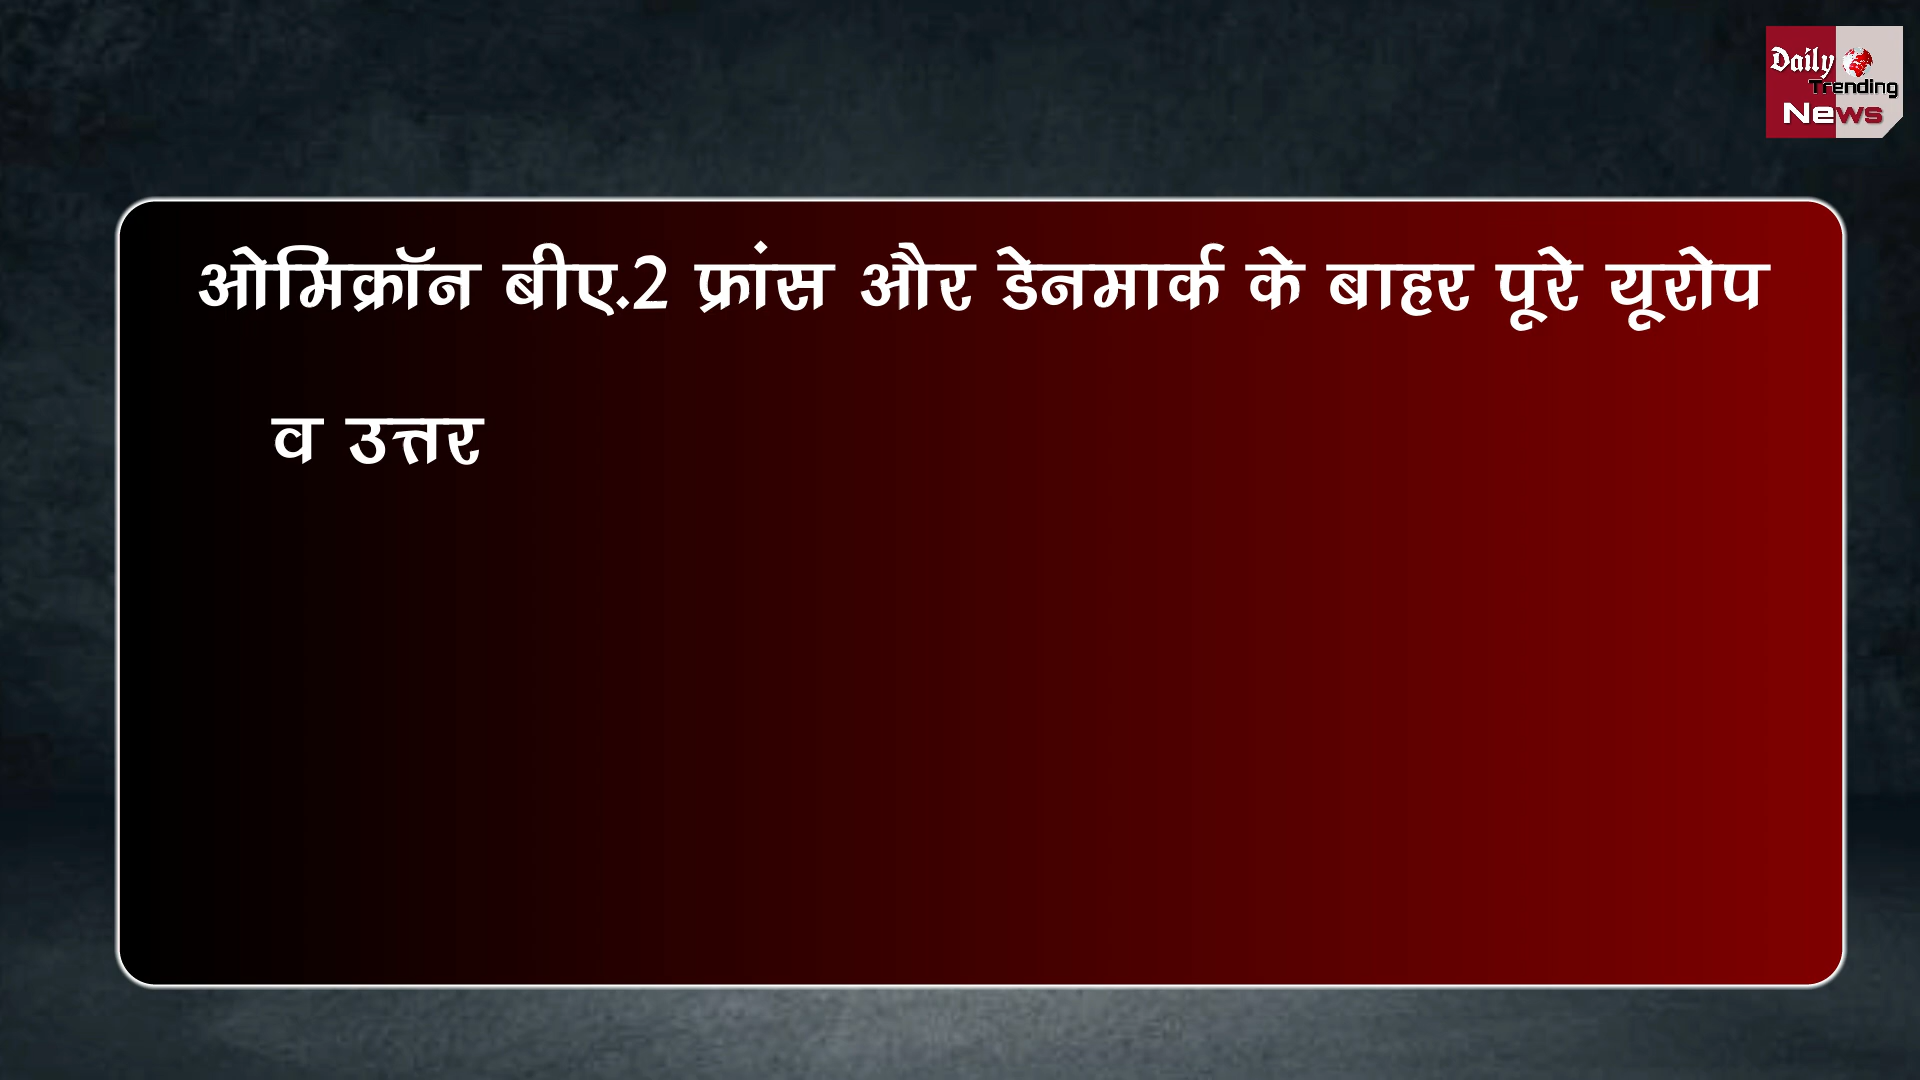 Daily
Trending
News
ओमिक्रॉन बीए.2 फ्रांस और डेनमार्क के बाहर पूरे यूरोप
व उत्तर